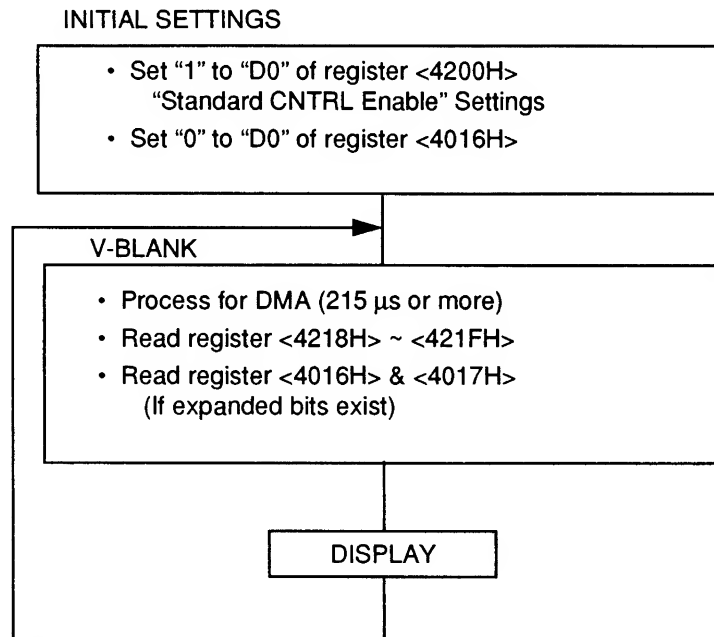 INITIAL SETTINGS
• Set “1” to “D0” of register <4200H>
“Standard CNTRL Enable” Settings
• Set “0” to “D0” of register <4016H>
V-BLANK
• Process for DMA (215 µs or more)
• Read register <4218H> ~ <421FH>
• Read register <4016H> & <4017H>
(If expanded bits exist)
DISPLAY